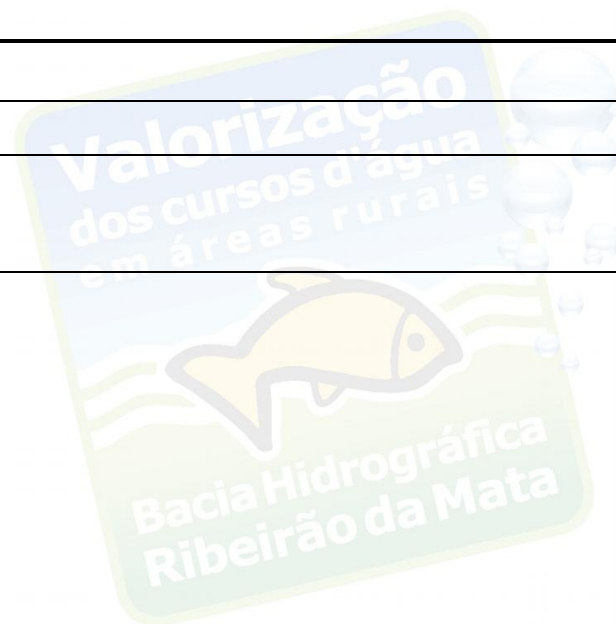 Valorização
dos cursos d'água
em áreas rurais
Bacia Hidrográfica
Ribeirão da Mata